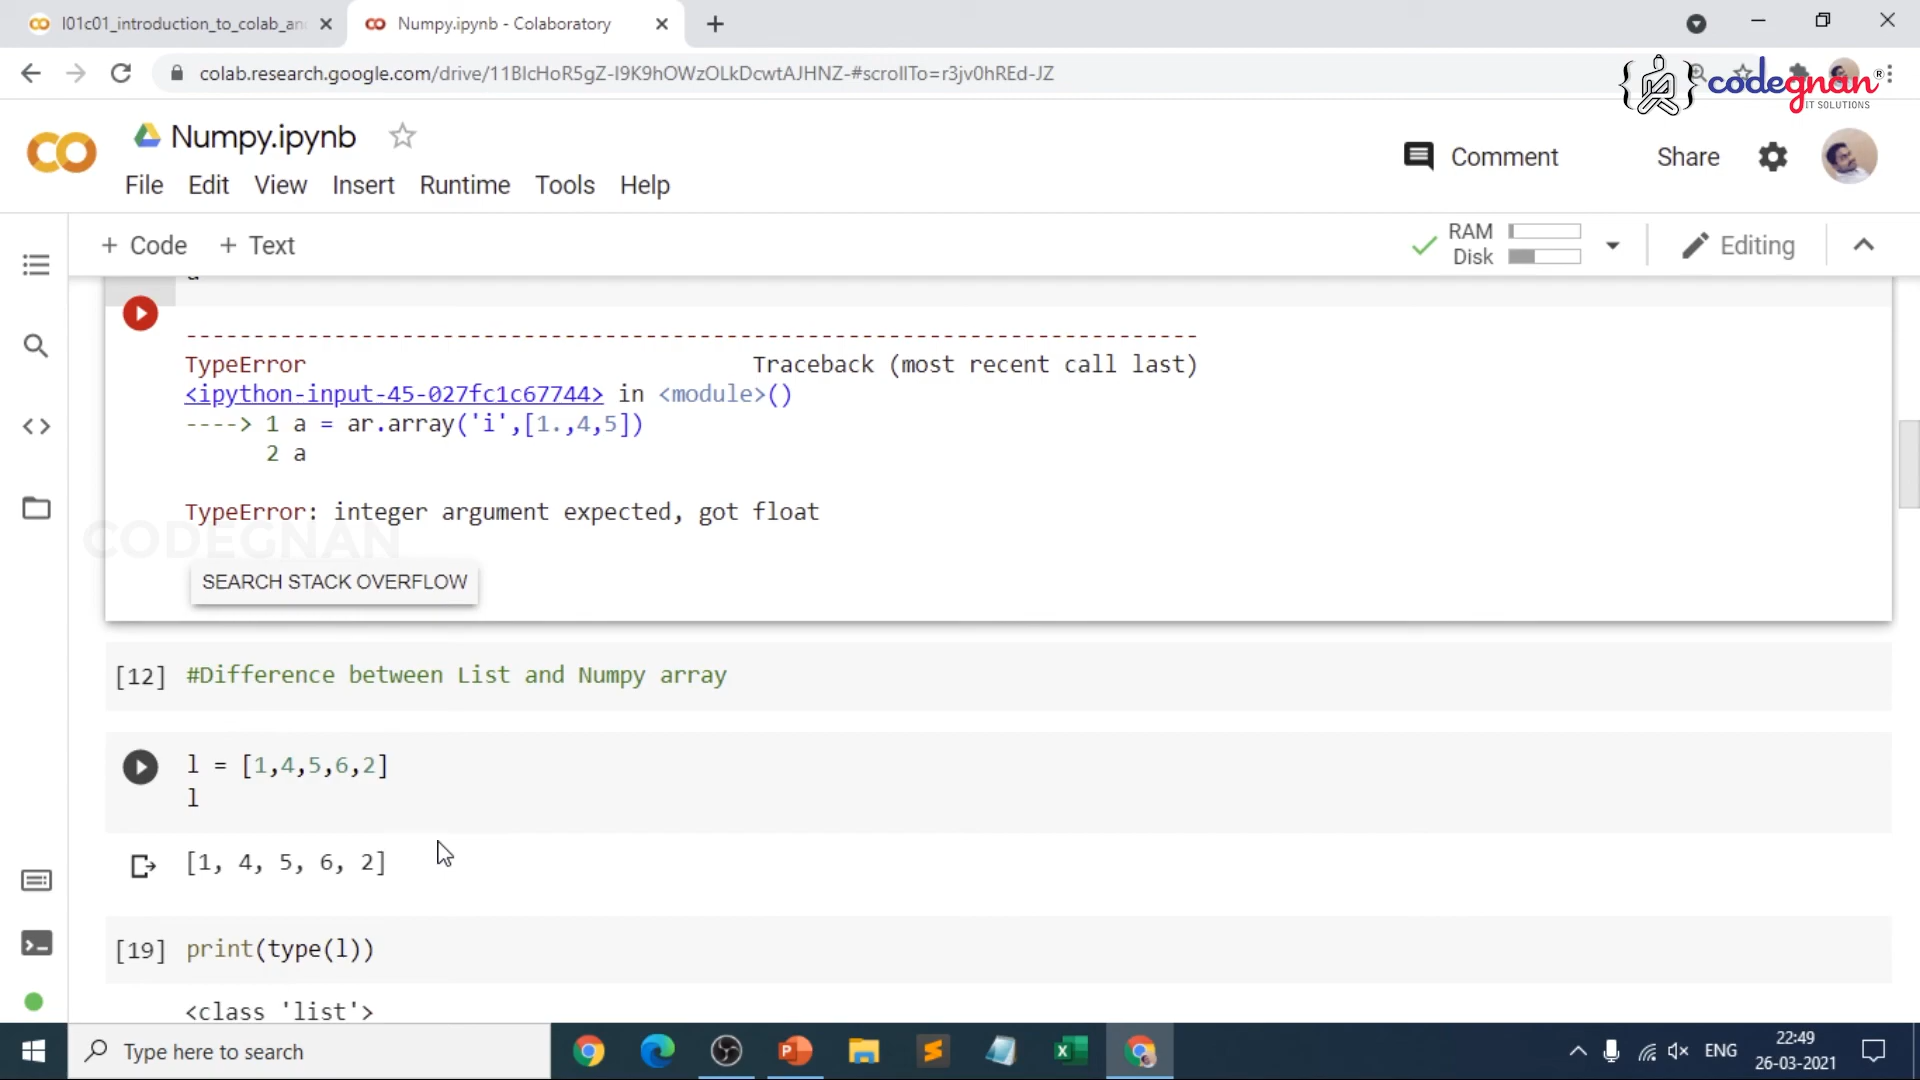 l01c01_introduction_to_colab_an
Numpy.ipynb - Colaboratory
colab.research.google.com/drive/11BIcHoR5gZ-I9K9hOWzOLkDcwtAJHNZ-#scrollTo=r3jv0hREd-JZ
codegnan®
IT SOLUTIONS
CO
Numpy.ipynb
Comment
Share
File Edit View Insert Runtime Tools Help
+ Code + Text
RAM
Disk
Editing
TypeError Traceback (most recent call last)
<ipython-input-45-027fc1c67744> in <module>()
----> 1 a = ar.array('i',[1.,4,5])
2 a
TypeError: integer argument expected, got float
CODEGNAN
SEARCH STACK OVERFLOW
[12] #Difference between List and Numpy array
l = [1,4,5,6,2]
l
[1, 4, 5, 6, 2]
[19] print(type(l))
<class 'list'>
Type here to search
ENG
22:49
26-03-2021